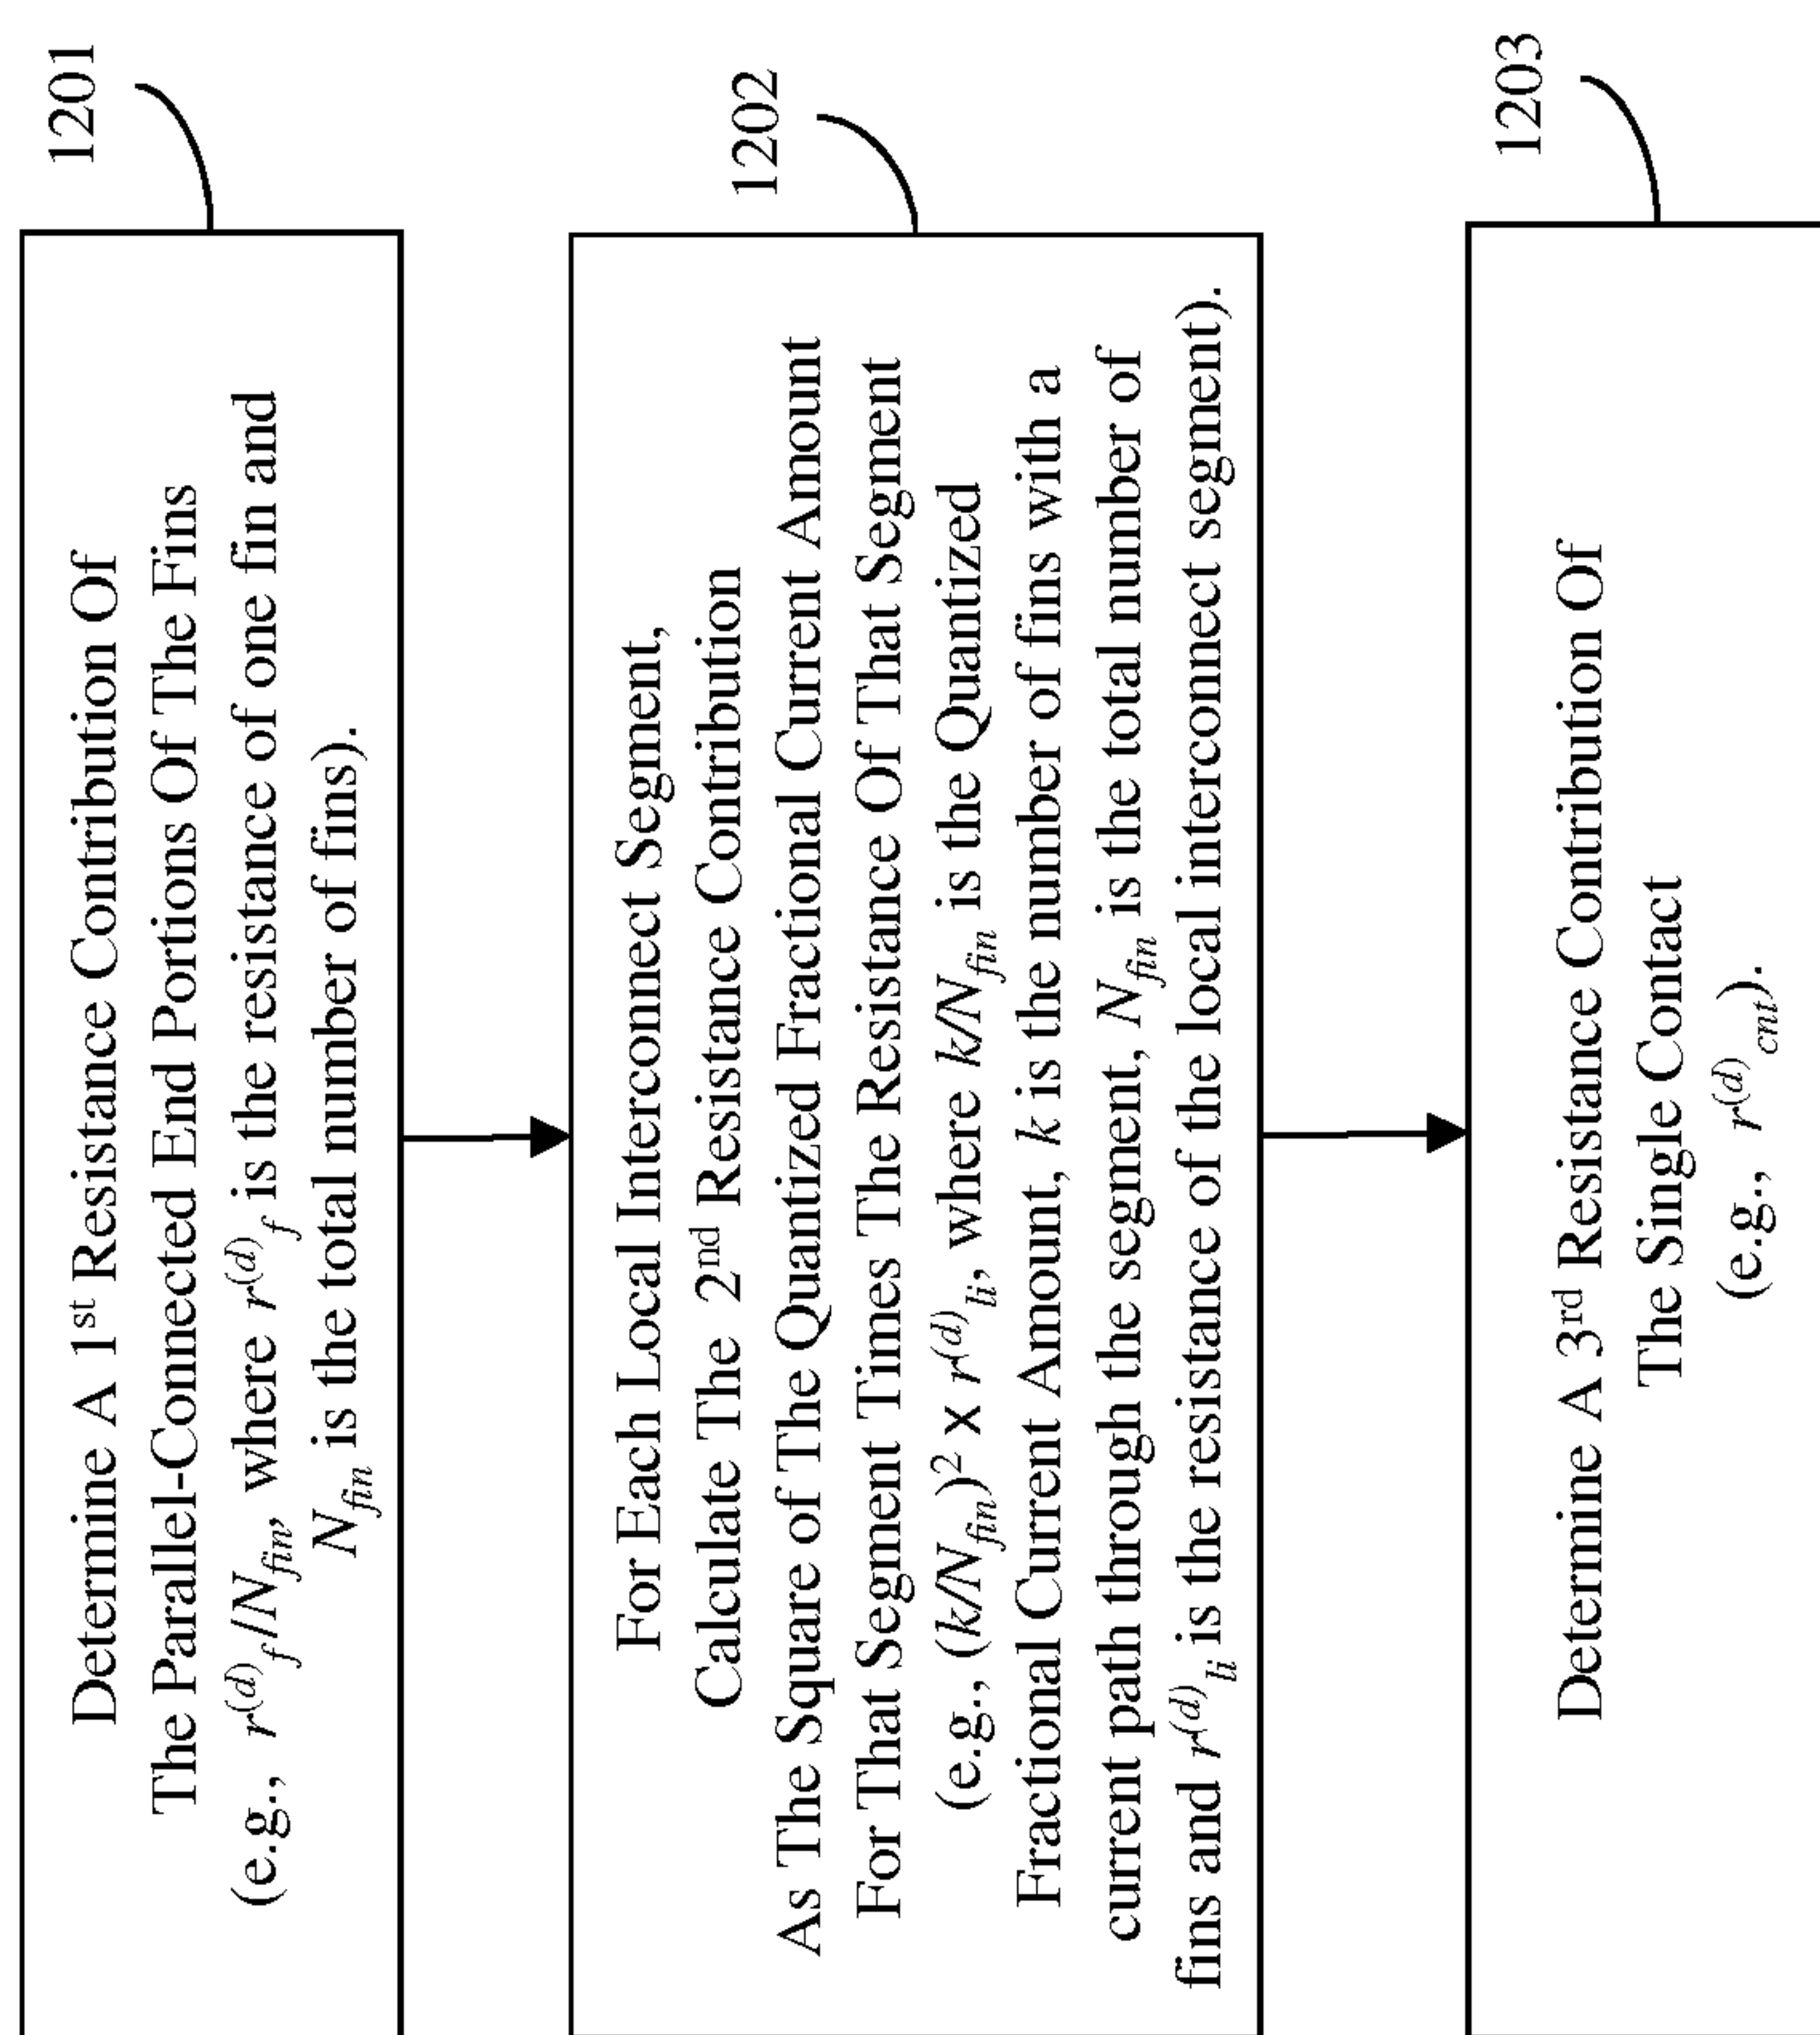 1201
Determine A 1st Resistance Contribution Of
The Parallel-Connected End Portions Of The Fins
(e.g., r(d)f/Nfin, where r(d)f is the resistance of one fin and
Nfin is the total number of fins).
1202
For Each Local Interconnect Segment,
Calculate The 2nd Resistance Contribution
As The Square of The Quantized Fractional Current Amount
For That Segment Times The Resistance Of That Segment
(e.g., (k/Nfin)2 x r(d)li, where k/Nfin is the Quantized
Fractional Current Amount, k is the number of fins with a
current path through the segment, Nfin is the total number of
fins and r(d)li is the resistance of the local interconnect segment).
1203
Determine A 3rd Resistance Contribution Of
The Single Contact
(e.g., r(d)cnt).